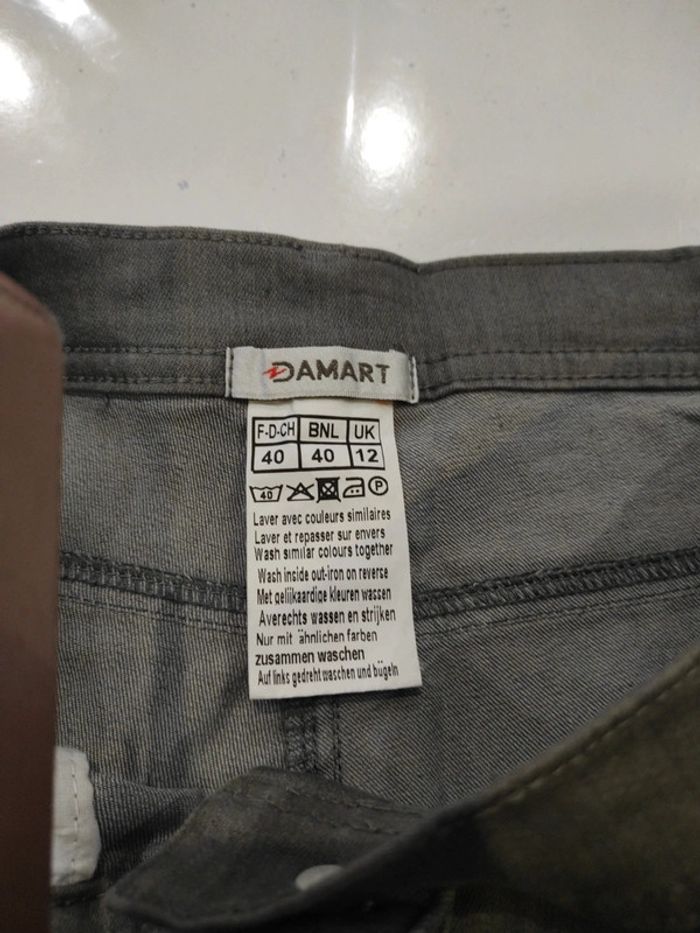 DAMART
F-D-CH BNL UK
40 40 12
40 P
Laver avec couleurs similaires
Laver et repasser sur envers
Wash similar colours together
Wash inside out-iron on reverse
Met gelijkaardige kleuren wassen
Averechts wassen en strijken
Nur mit ähnlichen farben
zusammen waschen
Auf links gedreht waschen und bügeln